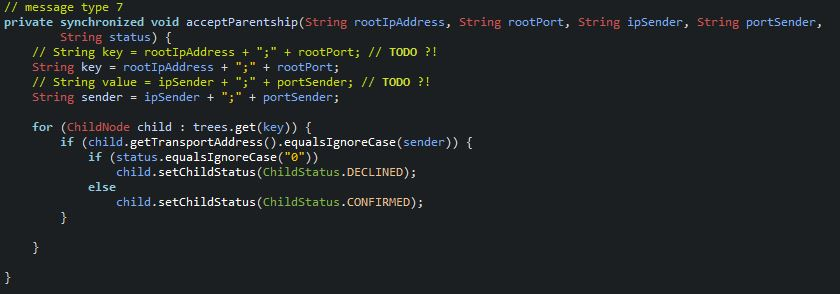 // message type 7
private synchronized void acceptParentship(String rootIpAddress, String rootPort, String ipSender, String portSender,
        String status) {
    // String key = rootIpAddress + ";" + rootPort; // TODO ?!
    String key = rootIpAddress + ";" + rootPort;
    // String value = ipSender + ";" + portSender; // TODO ?!
    String sender = ipSender + ";" + portSender;

    for (ChildNode child : trees.get(key)) {
        if (child.getTransportAddress().equalsIgnoreCase(sender)) {
            if (status.equalsIgnoreCase("0"))
                child.setChildStatus(ChildStatus.DECLINED);
            else
                child.setChildStatus(ChildStatus.CONFIRMED);
        }

    }

}